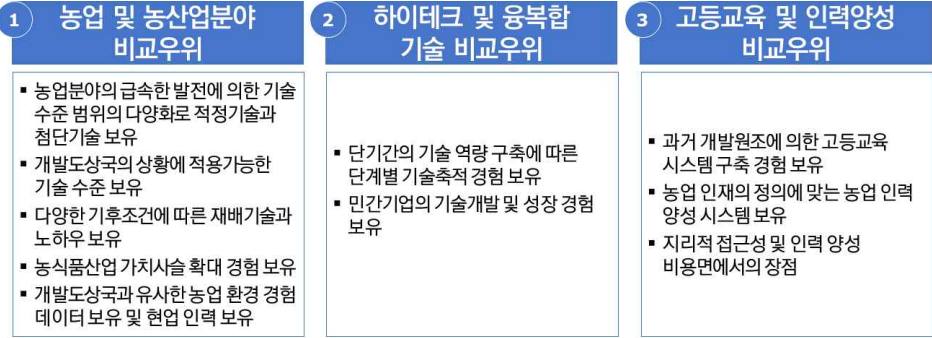 1
농업 및 농산업분야
비교우위
▪ 농업분야의 급속한 발전에 의한 기술
수준 범위의 다양화로 적정기술과
첨단기술 보유
▪ 개발도상국의 상황에 적용가능한
기술 수준 보유
▪ 다양한 기후조건에 따른 재배기술과
노하우 보유
▪ 농식품산업 가치사슬 확대 경험 보유
▪ 개발도상국과 유사한 농업 환경 경험
데이터 보유 및 현업 인력 보유
2
하이테크 및 융복합
기술 비교우위
▪ 단기간의 기술 역량 구축에 따른
단계별 기술축적 경험 보유
▪ 민간기업의 기술개발 및 성장 경험
보유
3
고등교육 및 인력양성
비교우위
▪ 과거 개발원조에 의한 고등교육
시스템 구축 경험 보유
▪ 농업 인재의 정의에 맞는 농업 인력
양성 시스템 보유
▪ 지리적 접근성 및 인력 양성
비용면에서의 장점